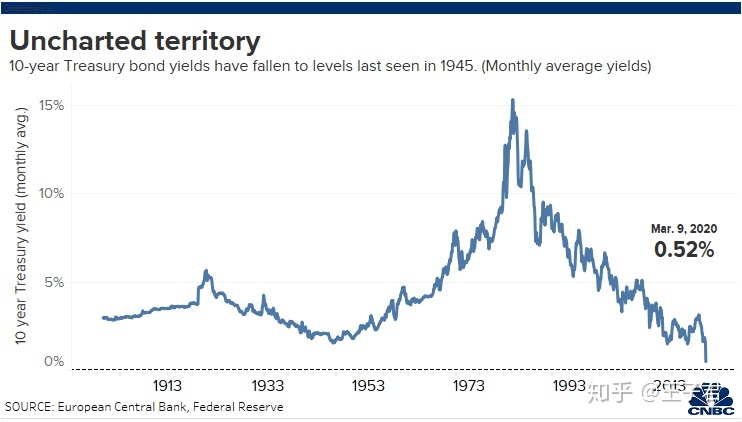 Uncharted territory
10-year Treasury bond yields have fallen to levels last seen in 1945. (Monthly average yields)
10 year Treasury yield (monthly avg.)
15%
10%
5%
0%
Mar. 9, 2020
0.52%
1913 1933 1953 1973 1993 2013
SOURCE: European Central Bank, Federal Reserve
知乎
CNBC